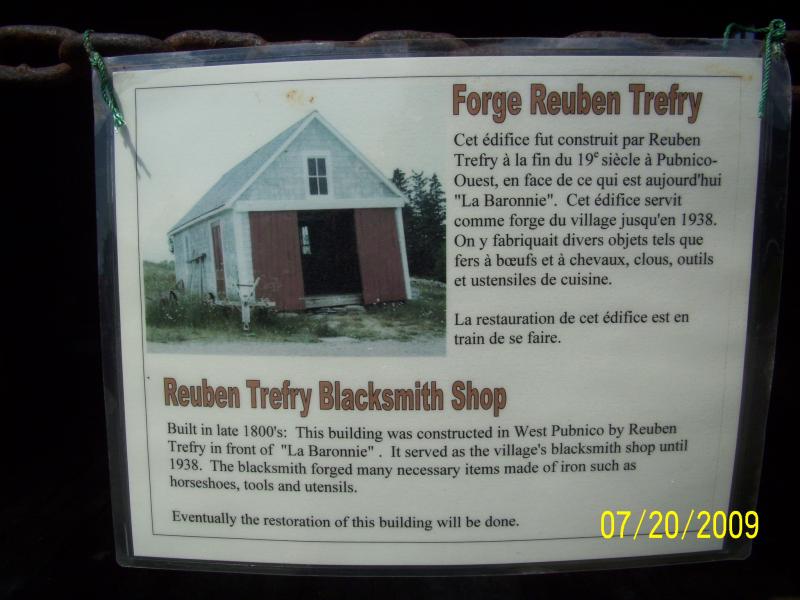 Forge Reuben Trefry
Cet édifice fut construit par Reuben
Trefry à la fin du 19e siècle à Pubnico-
Ouest, en face de ce qui est aujourd'hui
"La Baronnie". Cet édifice servit
comme forge du village jusqu'en 1938.
On y fabriquait divers objets tels que
fers à bœufs et à chevaux, clous, outils
et ustensiles de cuisine.
La restauration de cet édifice est en
train de se faire.
Reuben Trefry Blacksmith Shop
Built in late 1800's: This building was constructed in West Pubnico by Reuben
Trefry in front of "La Baronnie" . It served as the village's blacksmith shop until
1938. The blacksmith forged many necessary items made of iron such as
horseshoes, tools and utensils.
Eventually the restoration of this building will be done.
07/20/2009